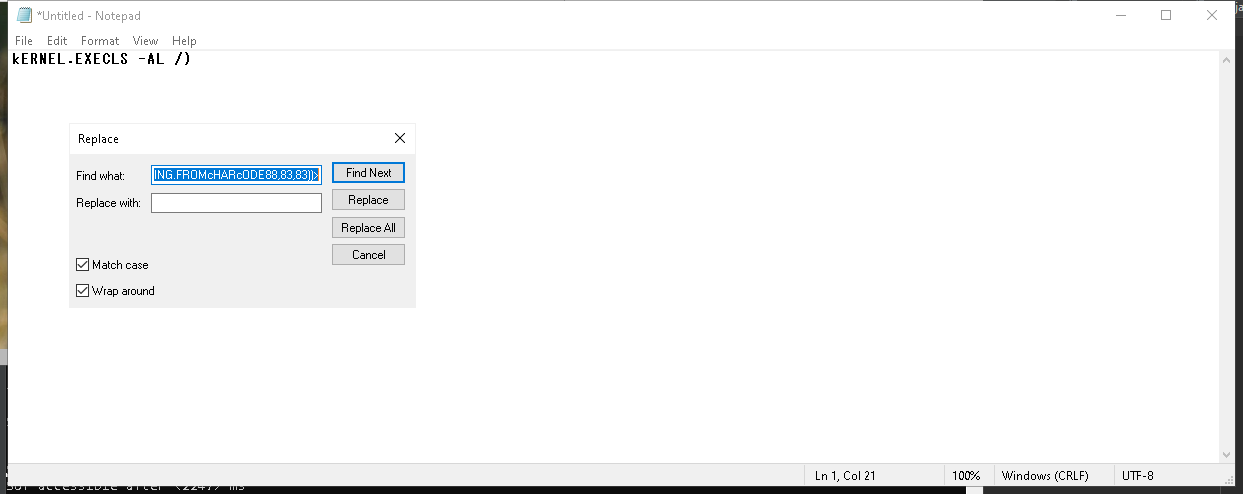 *Untitled - Notepad
File Edit Format View Help
kERNEL.EXECLS -AL /)
Replace
Find what: ING.FROMcHARcODE88,83,83))> Find Next
Replace with: Replace
Replace All
Cancel
Match case
Wrap around
Ln 1, Col 21 100% Windows (CRLF) UTF-8